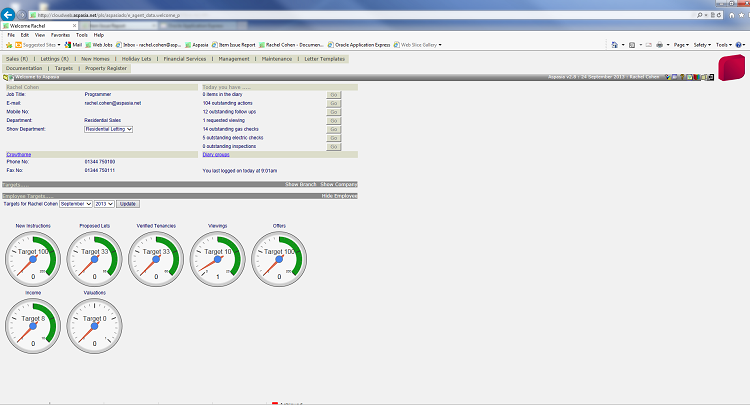 http://cloudweb.aspasia.net/pls/aspasiadc/e_agent_data.welcome_p
Welcome Rachel
Item Issue Report
Oracle Application Express
File Edit View Favorites Tools Help
Suggested Sites Mail Web Jobs Inbox - rachel.cohen@asp... Aspasia Item Issue Report Rachel Cohen - Documen... Oracle Application Express Web Slice Gallery
Page Safety Tools
Sales (R) | Lettings (R) | New Homes | Holiday Lets | Financial Services | Management | Maintenance | Letter Templates
Documentation | Targets | Property Register
Welcome to Aspasia
Aspasia v2.8 : 24 September 2013 : Rachel Cohen
Rachel Cohen
Today you have ......
Job Title: Programmer
0 items in the diary Go
E-mail: rachel.cohen@aspasia.net
104 outstanding actions Go
Mobile No:
12 outstanding follow ups Go
Department: Residential Sales
1 requested viewing Go
Show Department: Residential Letting
14 outstanding gas checks Go
5 outstanding electric checks Go
0 outstanding inspections Go
Crowthorne
Diary groups
Phone No: 01344 750100
Fax No: 01344 750111
You last logged on today at 9:01am
Targets.....
Show Branch Show Company
Employee Targets.....
Hide Employee
Targets for Rachel Cohen September 2013 Update
New Instructions Proposed Lets Verified Tenancies Viewings Offers
Target 100 Target 33 Target 33 Target 10 Target 100
0 0 0 1 0
Income Valuations
Target 8 Target 0
0 0